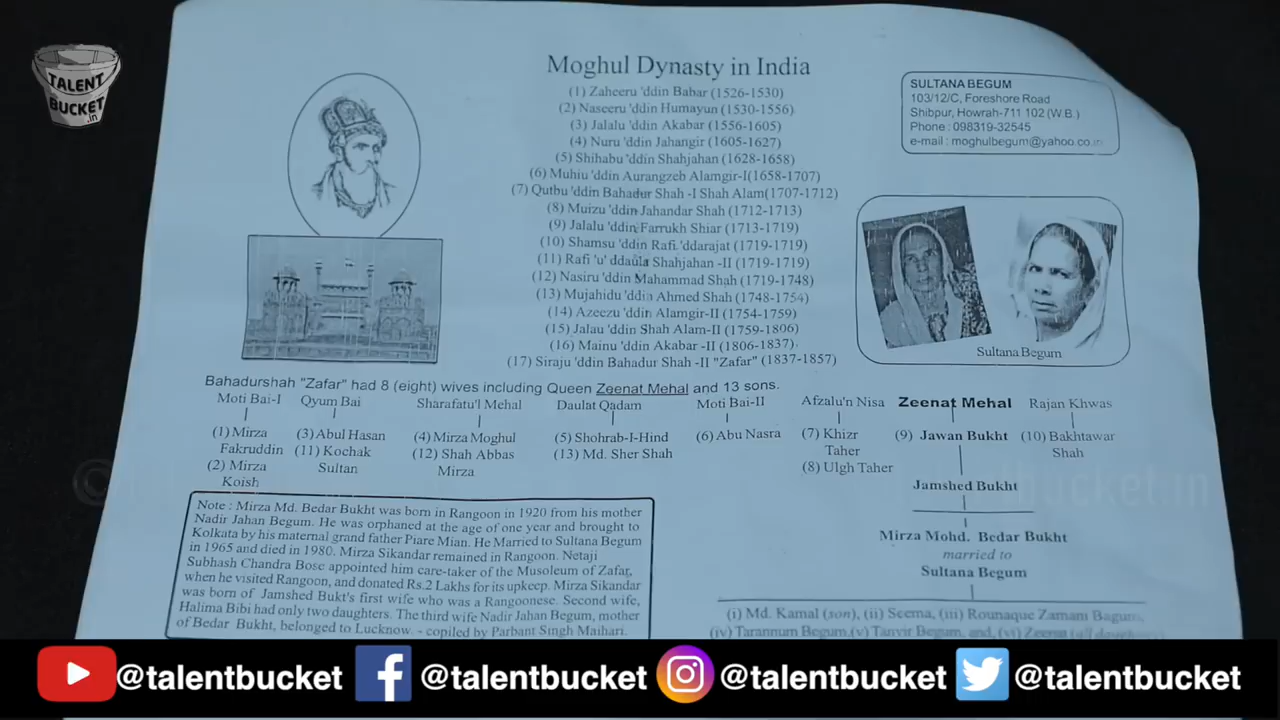 TALENT
BUCKET
.in
Moghul Dynasty in India
(1) Zaheeru 'ddin Babar (1526-1530)
(2) Naseeru 'ddin Humayun (1530-1556)
(3) Jalalu 'ddin Akabar (1556-1605)
(4) Nuru 'ddin Jahangir (1605-1627)
(5) Shihabu 'ddin Shahjahan (1628-1658)
(6) Muhiu 'ddin Aurangzeb Alamgir-I(1658-1707)
(7) Qutbu 'ddin Bahadur Shah -I Shah Alam(1707-1712)
(8) Muizu 'ddin Jahandar Shah (1712-1713)
(9) Jalalu 'ddin Farrukh Shiar (1713-1719)
(10) Shamsu 'ddin Rafi 'ddarajat (1719-1719)
(11) Rafi 'u' ddaula Shahjahan -II (1719-1719)
(12) Nasiru 'ddin Mahammad Shah (1719-1748)
(13) Mujahidu 'ddin Ahmed Shah (1748-1754)
(14) Azeezu 'ddin Alamgir-II (1754-1759)
(15) Jalau 'ddin Shah Alam-II (1759-1806)
(16) Mainu 'ddin Akabar -II (1806-1837)
(17) Siraju 'ddin Bahadur Shah -II "Zafar" (1837-1857)
SULTANA BEGUM
103/12/C, Foreshore Road
Shibpur, Howrah-711 102 (W.B.)
Phone : 098319-32545
e-mail : moghulbegum@yahoo.co.in
Sultana Begum
Bahadurshah "Zafar" had 8 (eight) wives including Queen Zeenat Mehal and 13 sons.
Moti Bai-I Qyum Bai Sharafatu'l Mehal Daulat Qadam Moti Bai-II Afzalu'n Nisa Zeenat Mehal Rajan Khwas
(1) Mirza (3) Abul Hasan (4) Mirza Moghul (5) Shohrab-I-Hind (6) Abu Nasra (7) Khizr (9) Jawan Bukht (10) Bakhtawar
Fakruddin (11) Kochak (12) Shah Abbas (13) Md. Sher Shah Taher Shah
(2) Mirza Sultan Mirza (8) Ulgh Taher
Koish
Jamshed Bukht
Mirza Mohd. Bedar Bukht
married to
Sultana Begum
(i) Md. Kamal (son), (ii) Seema, (iii) Rounaque Zamani Bagum,
(iv) Tarannum Begum,(v) Tanvir Begum, and, (vi) Zeenat (all daughters)
Note : Mirza Md. Bedar Bukht was born in Rangoon in 1920 from his mother
Nadir Jahan Begum. He was orphaned at the age of one year and brought to
Kolkata by his maternal grand father Piare Mian. He Married to Sultana Begum
in 1965 and died in 1980. Mirza Sikandar remained in Rangoon. Netaji
Subhash Chandra Bose appointed him care-taker of the Musoleum of Zafar,
when he visited Rangoon, and donated Rs.2 Lakhs for its upkeep. Mirza Sikandar
was born of Jamshed Bukt's first wife who was a Rangoonese. Second wife,
Halima Bibi had only two daughters. The third wife Nadir Jahan Begum, mother
of Bedar Bukht, belonged to Lucknow. - copiled by Parbant Singh Maihari.
@talentbucket @talentbucket @talentbucket @talentbucket